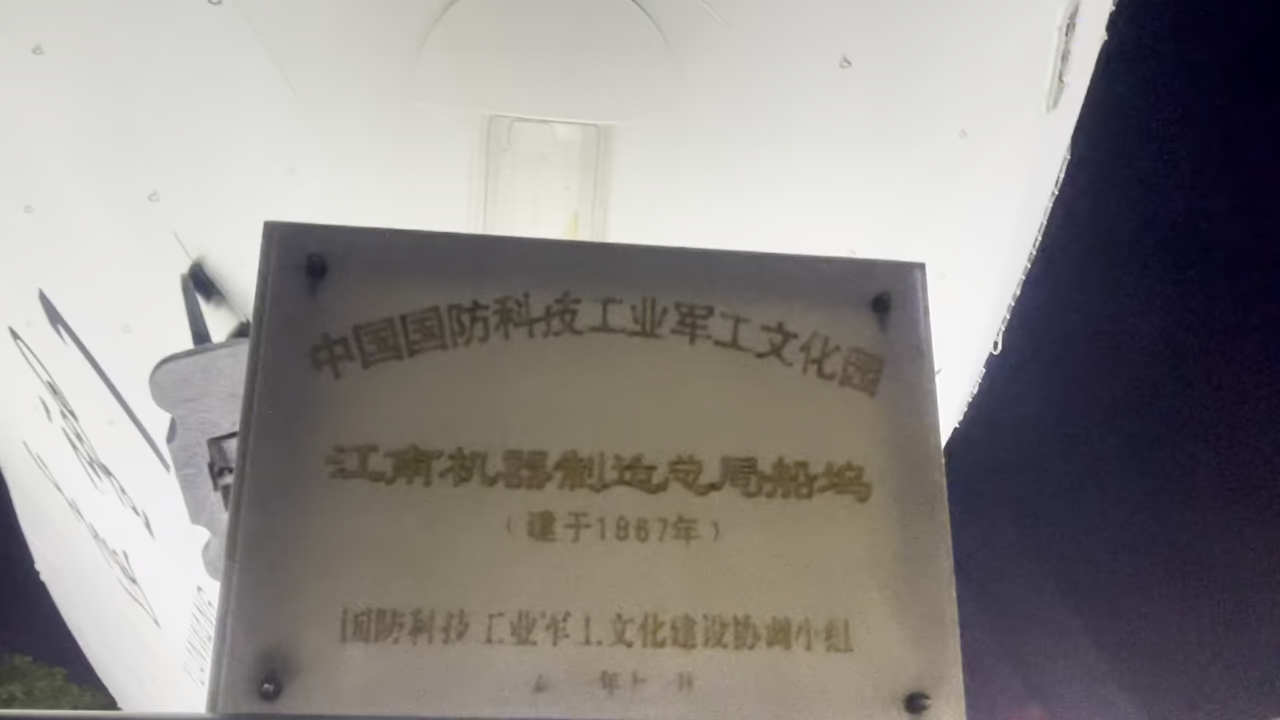 中国国防科技工业军工文化园
江南机器制造总局船坞
(建于1867年)
国防科技工业军工文化建设协调小组
年十 月